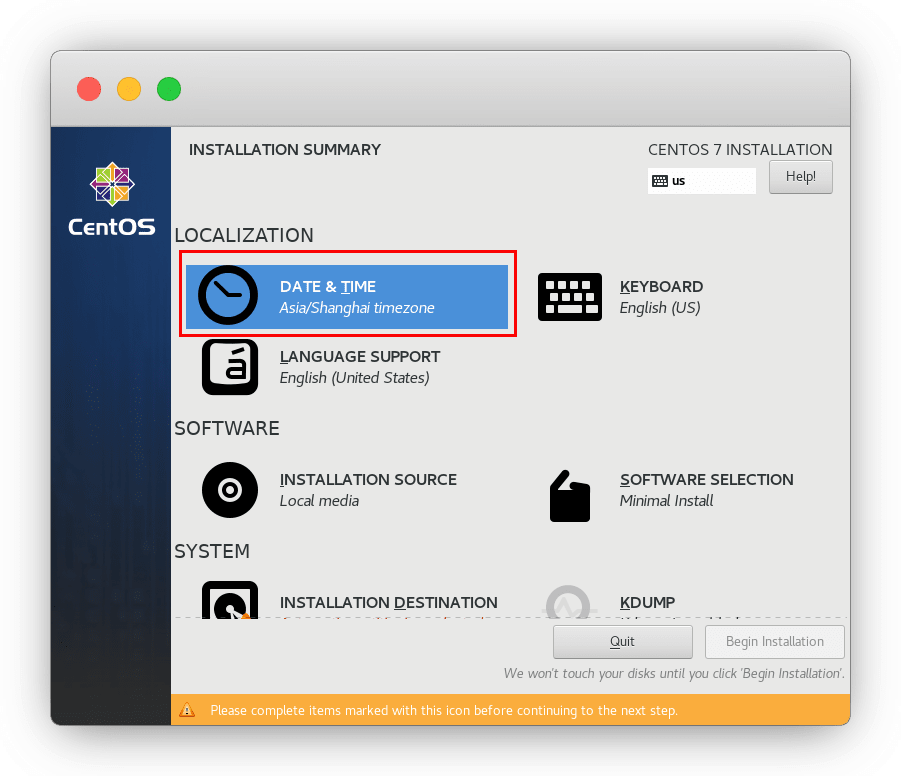 INSTALLATION SUMMARY
CENTOS 7 INSTALLATION
us
Help!
CentOS
LOCALIZATION
DATE & TIME
Asia/Shanghai timezone
KEYBOARD
English (US)
LANGUAGE SUPPORT
English (United States)
SOFTWARE
INSTALLATION SOURCE
Local media
SOFTWARE SELECTION
Minimal Install
SYSTEM
INSTALLATION DESTINATION
KDUMP
Quit
Begin Installation
We won't touch your disks until you click 'Begin Installation'.
Please complete items marked with this icon before continuing to the next step.